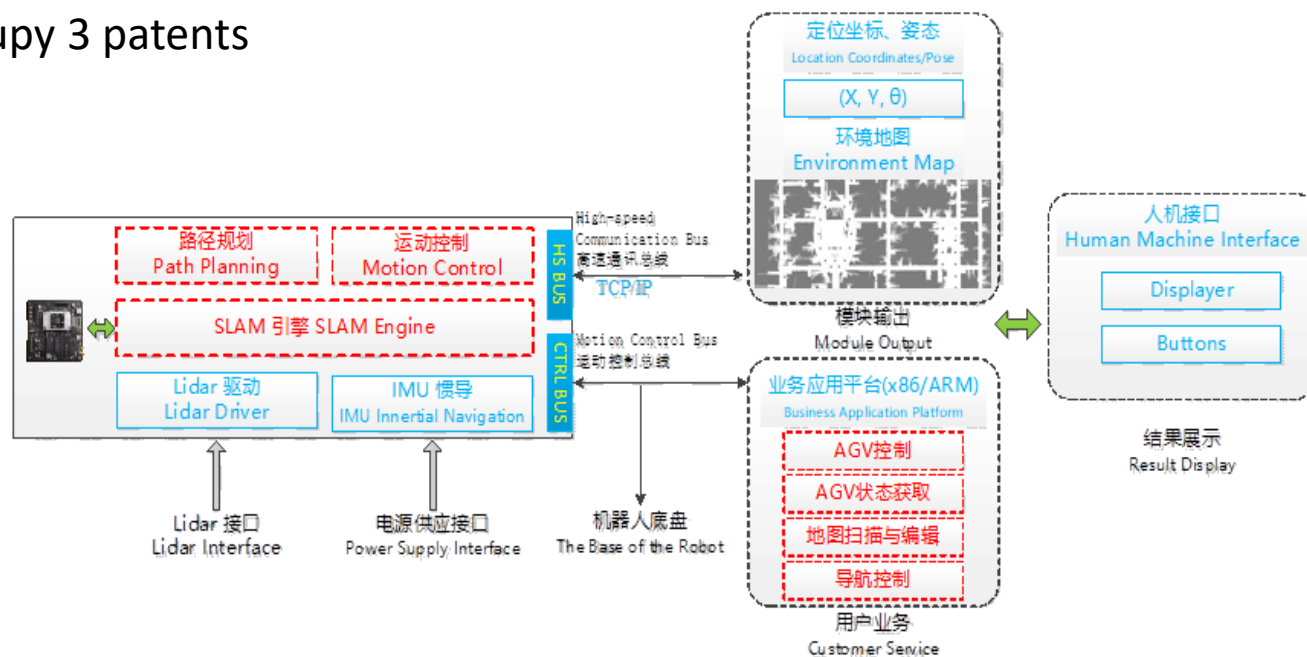 upy 3 patents
路径规划
Path Planning
运动控制
Motion Control
SLAM 引擎 SLAM Engine
Lidar 驱动
Lidar Driver
IMU 惯导
IMU Innertial Navigation
HS BUS
CTRL BUS
Lidar 接口
Lidar Interface
电源供应接口
Power Supply Interface
High-speed
Communication Bus
高速通讯总线
TCP/IP
Motion Control Bus
运动控制总线
机器人底盘
The Base of the Robot
定位坐标、姿态
Location Coordinates/Pose
(X, Y, θ)
环境地图
Environment Map
模块输出
Module Output
业务应用平台(x86/ARM)
Business Application Platform
AGV控制
AGV状态获取
地图扫描与编辑
导航控制
用户业务
Customer Service
人机接口
Human Machine Interface
Displayer
Buttons
结果展示
Result Display